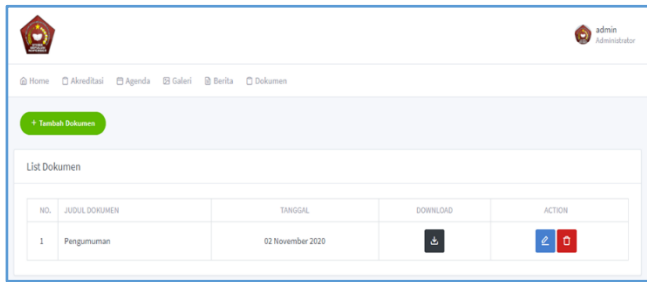 admin
Administrator
Home Akreditasi Agenda Galeri Berita Dokumen
+ Tambah Dokumen
List Dokumen
NO. JUDUL DOKUMEN TANGGAL DOWNLOAD ACTION
1 Pengumuman 02 November 2020